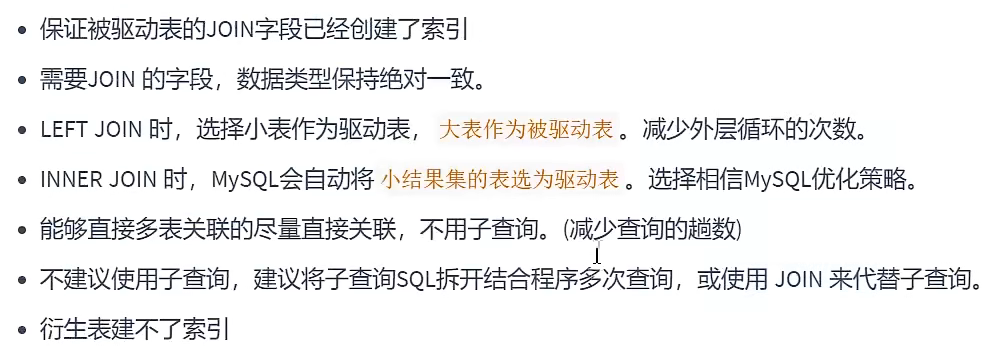 保证被驱动表的JOIN字段已经创建了索引
需要JOIN 的字段，数据类型保持绝对一致。
LEFT JOIN 时，选择小表作为驱动表， 大表作为被驱动表 。减少外层循环的次数。
INNER JOIN 时，MySQL会自动将 小结果集的表选为驱动表 。选择相信MySQL优化策略。
能够直接多表关联的尽量直接关联，不用子查询。(减少查询的趟数)
不建议使用子查询，建议将子查询SQL拆开结合程序多次查询，或使用 JOIN 来代替子查询。
衍生表建不了索引